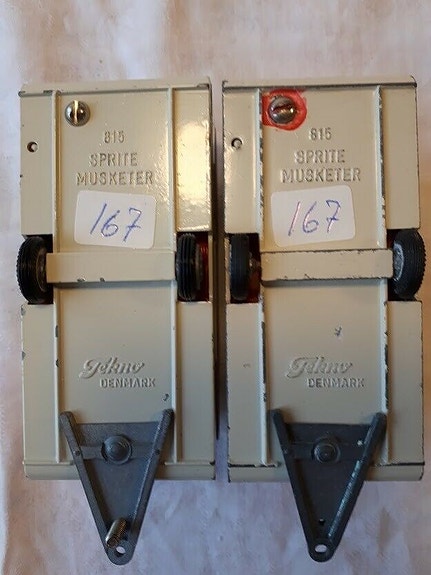 815
SPRITE
MUSKETER
167
Tekno
DENMARK
815
SPRITE
MUSKETER
167
Tekno
DENMARK